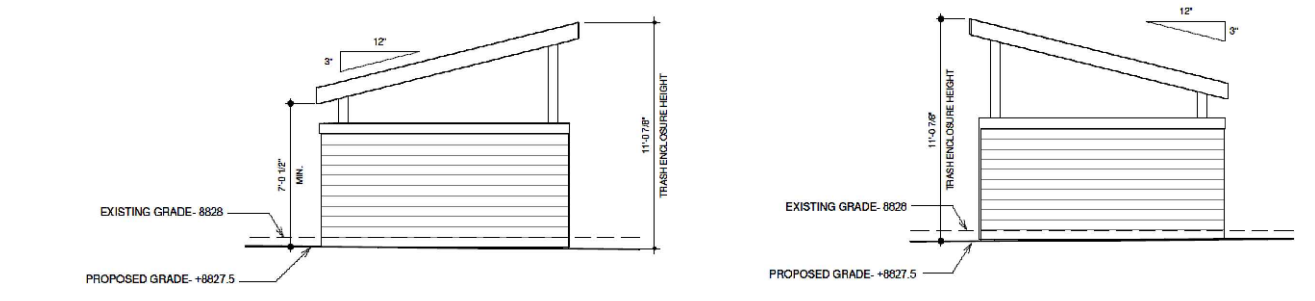 12"
3"
7'-0 1/2"
MIN.
11'-0 7/8"
TRASH ENCLOSURE HEIGHT
EXISTING GRADE- 8828
PROPOSED GRADE- +8827.5
12"
3"
11'-0 7/8"
TRASH ENCLOSURE HEIGHT
EXISTING GRADE- 8828
PROPOSED GRADE- +8827.5